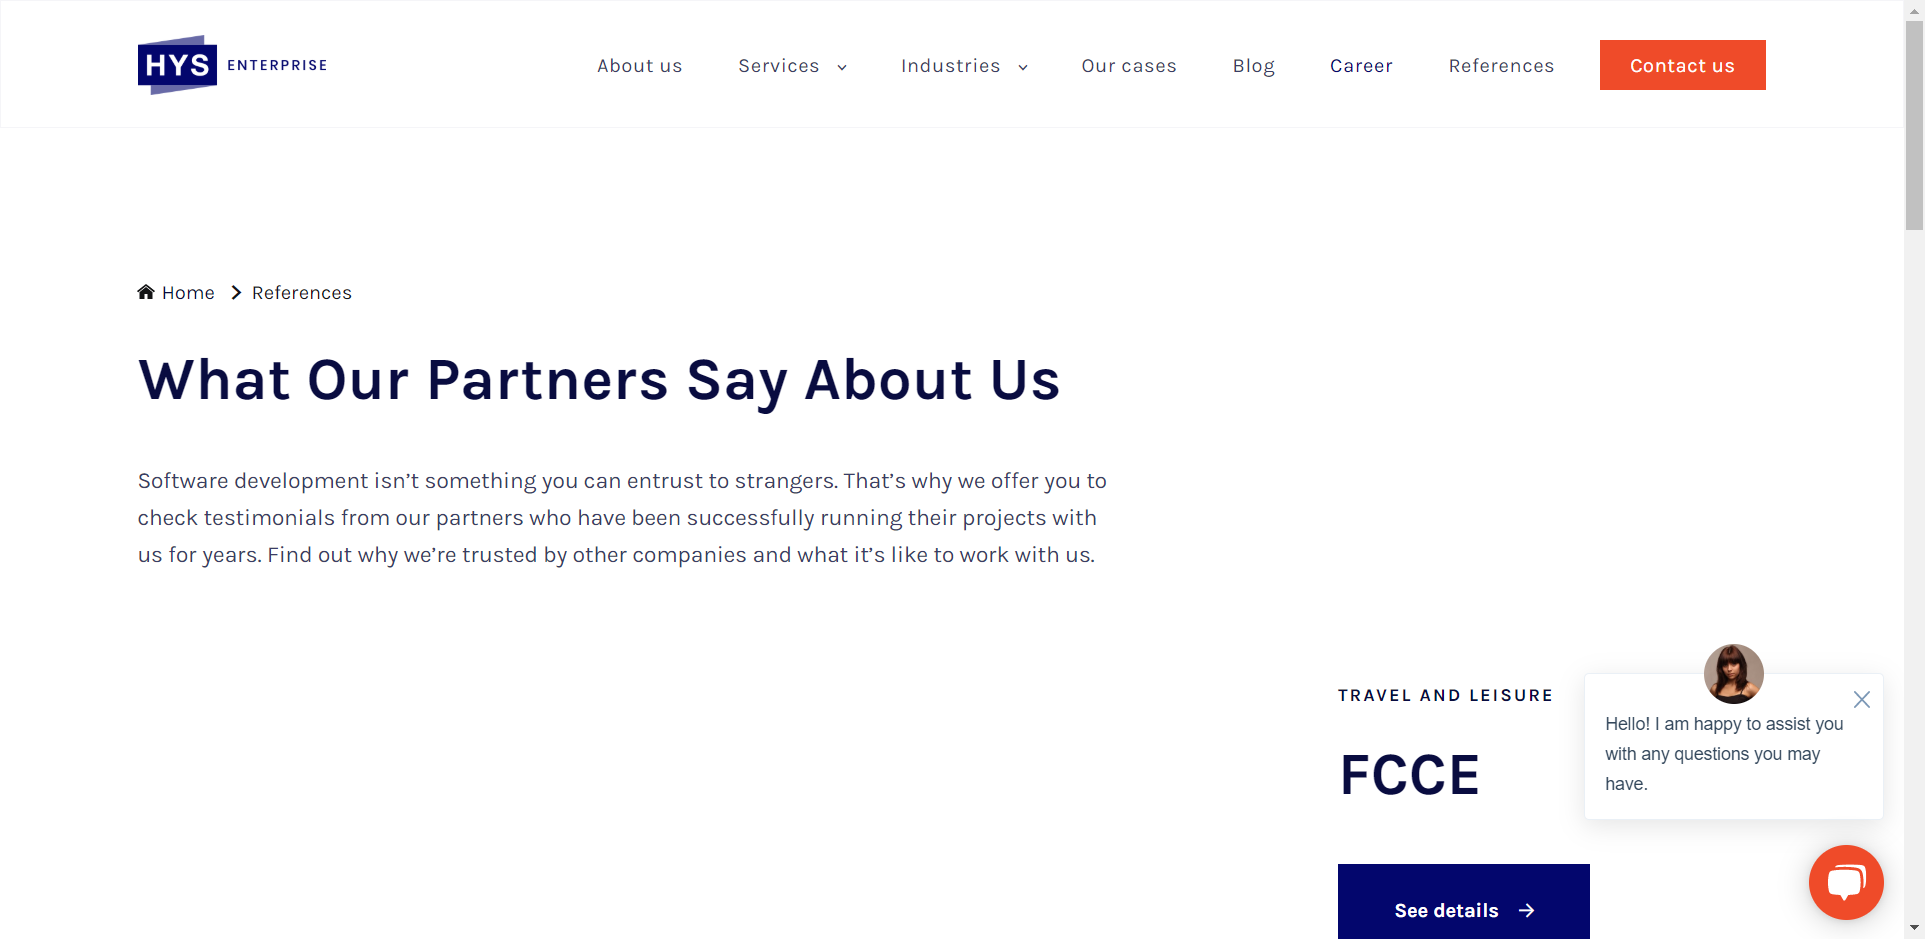 HYS ENTERPRISE
About us
Services
Industries
Our cases
Blog
Career
References
Contact us
Home
References
What Our Partners Say About Us
Software development isn’t something you can entrust to strangers. That’s why we offer you to
check testimonials from our partners who have been successfully running their projects with
us for years. Find out why we’re trusted by other companies and what it’s like to work with us.
TRAVEL AND LEISURE
FCCE
See details
Hello! I am happy to assist you
with any questions you may
have.